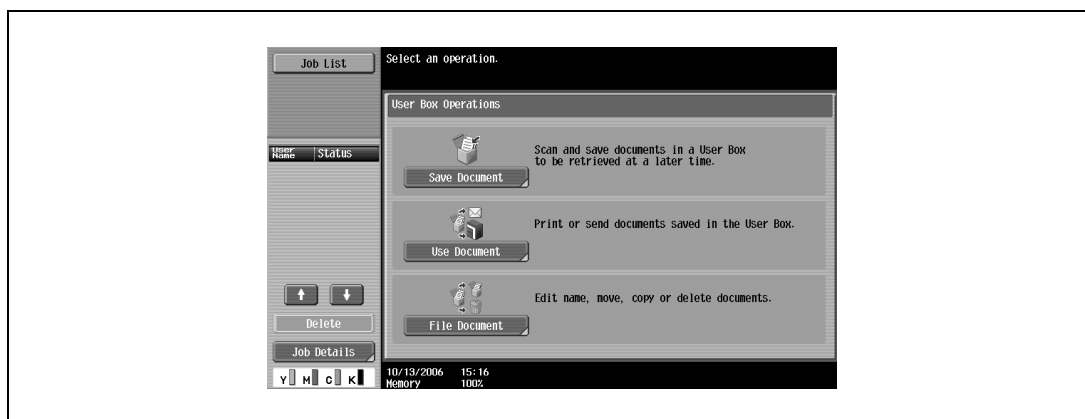 Job List
Select an operation.
User Box Operations
User Name Status
Scan and save documents in a User Box
to be retrieved at a later time.
Save Document
Print or send documents saved in the User Box.
Use Document
Edit name, move, copy or delete documents.
File Document
Delete
Job Details
Y M C K
10/13/2006 15:16
Memory 100%